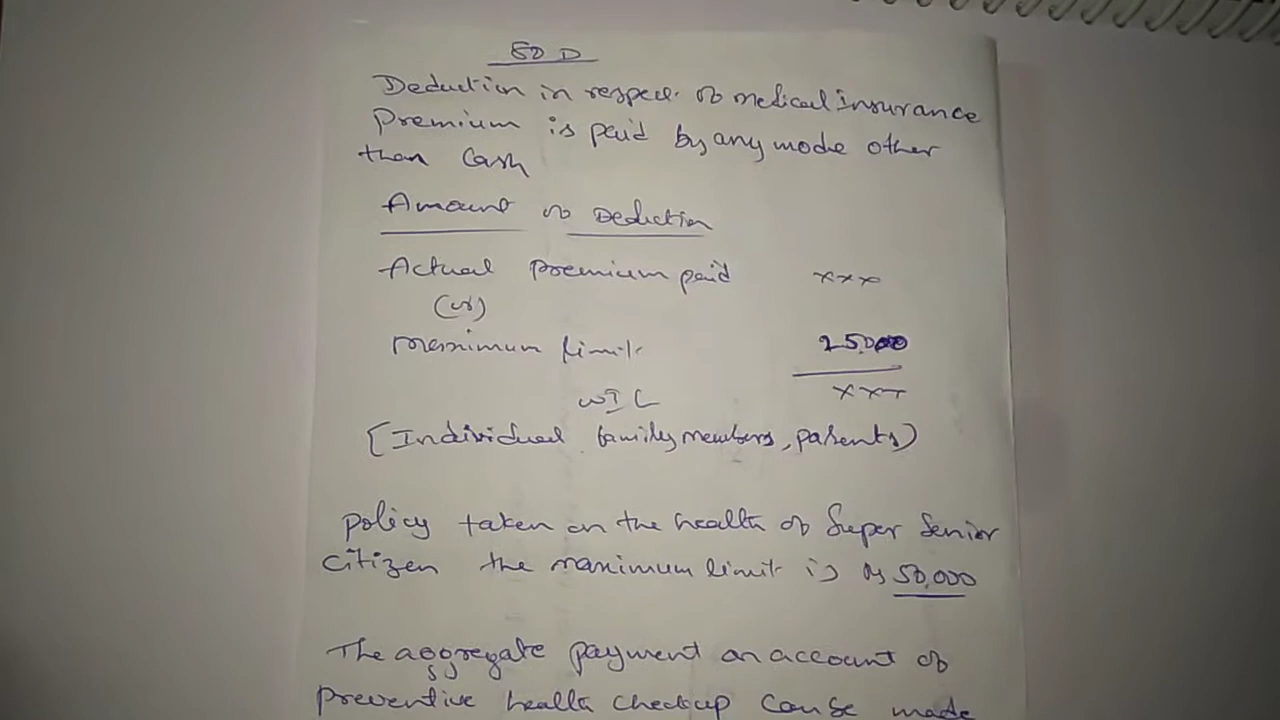 80 D
Deduction in respect of medical insurance
Premium is paid by any mode other
than Cash
Amount of Deduction
Actual premium paid xxx
(or)
Maximum limit 25,000
WIL xxx
(Individual family members, parents)
Policy taken on the health of Super Senior
Citizen the maximum limit is Rs 50,000
The aggregate payment on account of
preventive health checkup can be made